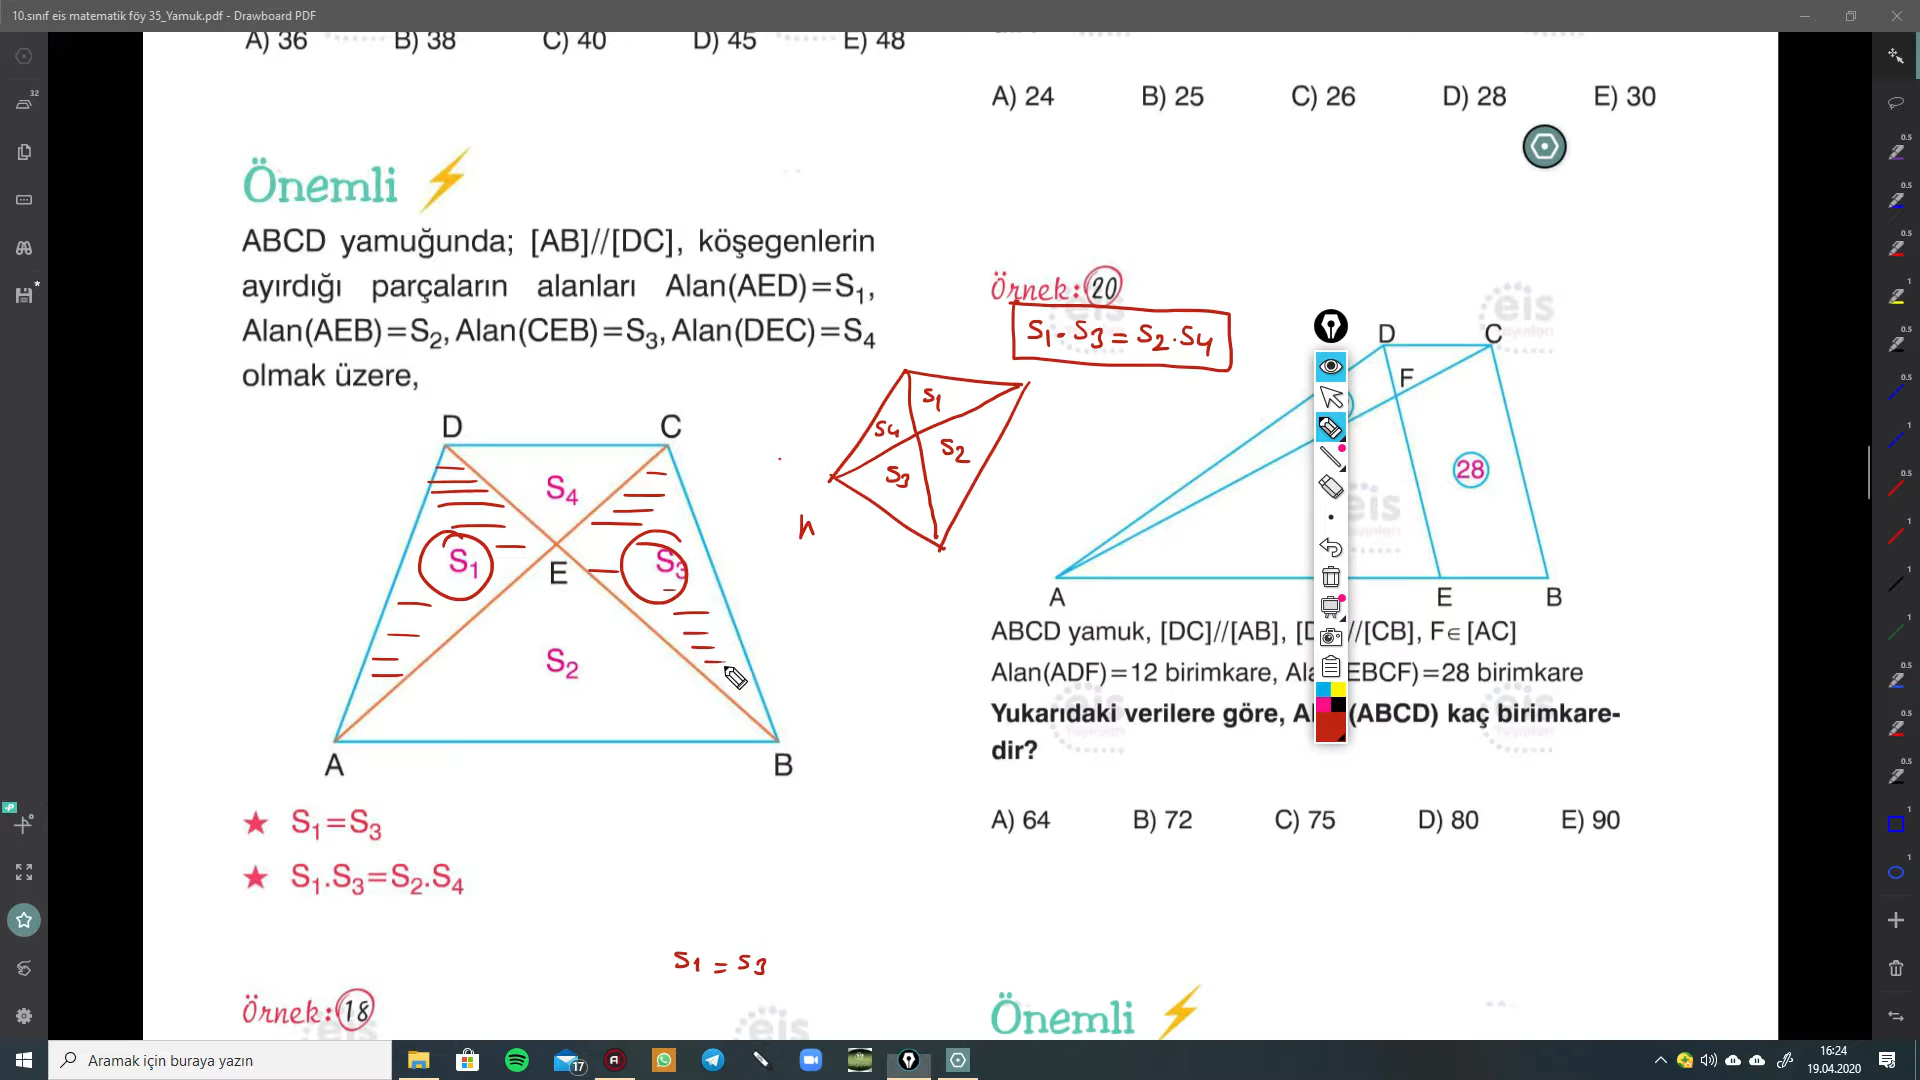 10.sınıf eis matematik föy 35_Yamuk.pdf - Drawboard PDF
A) 36 B) 38 C) 40 D) 45 E) 48
Önemli
ABCD yamuğunda; [AB]//[DC], köşegenlerin
ayırdığı parçaların alanları Alan(AED)=S₁,
Alan(AEB)=S₂, Alan(CEB)=S₃, Alan(DEC)=S₄
olmak üzere,
D C
S₄
S₁ E S₃
S₂
A B
★ S₁=S₃
★ S₁.S₃=S₂.S₄
S₁ = S₃
Örnek: 18
eis
A) 24 B) 25 C) 26 D) 28 E) 30
Örnek: 20
eis
S₁ . S₃ = S₂ . S₄
S₁
S₄
S₂
S₃
h
D C
F
28
A E B
ABCD yamuk, [DC]//[AB], [D //[CB], F∈[AC]
Alan(ADF)=12 birimkare, Ala EBCF)=28 birimkare
Yukarıdaki verilere göre, A (ABCD) kaç birimkare-
dir?
A) 64 B) 72 C) 75 D) 80 E) 90
Önemli
Aramak için buraya yazın
17
16:24
19.04.2020